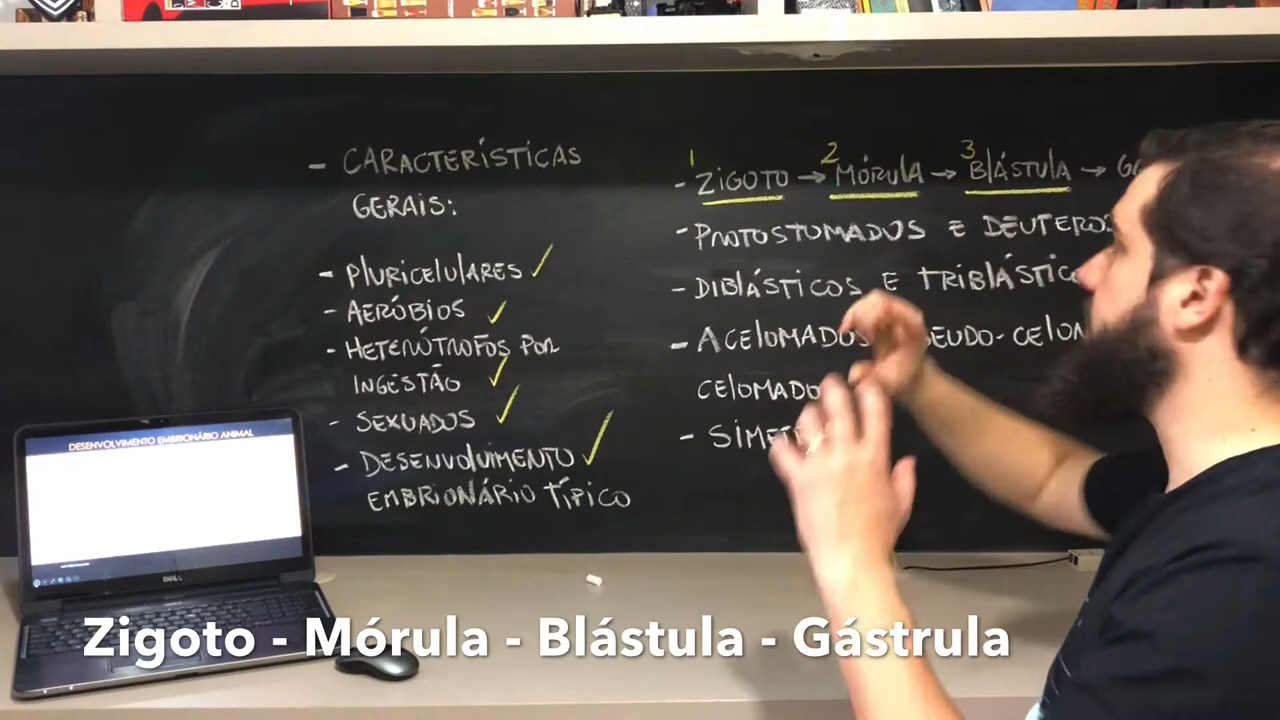 - CARACTERÍSTICAS
GERAIS:
- PLURICELULARES
- AERÓBIOS
- HETERÓTROFOS POR
INGESTÃO
- SEXUADOS
- DESENVOLVIMENTO
EMBRIONÁRIO TÍPICO
1 2 3
- ZIGOTO → MÓRULA → BLÁSTULA →
- PROTOSTOMADOS E
- DIBLÁSTICOS E
- ACELOMADOS
DESENVOLVIMENTO EMBRIONÁRIO ANIMAL
DELL
Zigoto - Mórula - Blástula - Gástrula